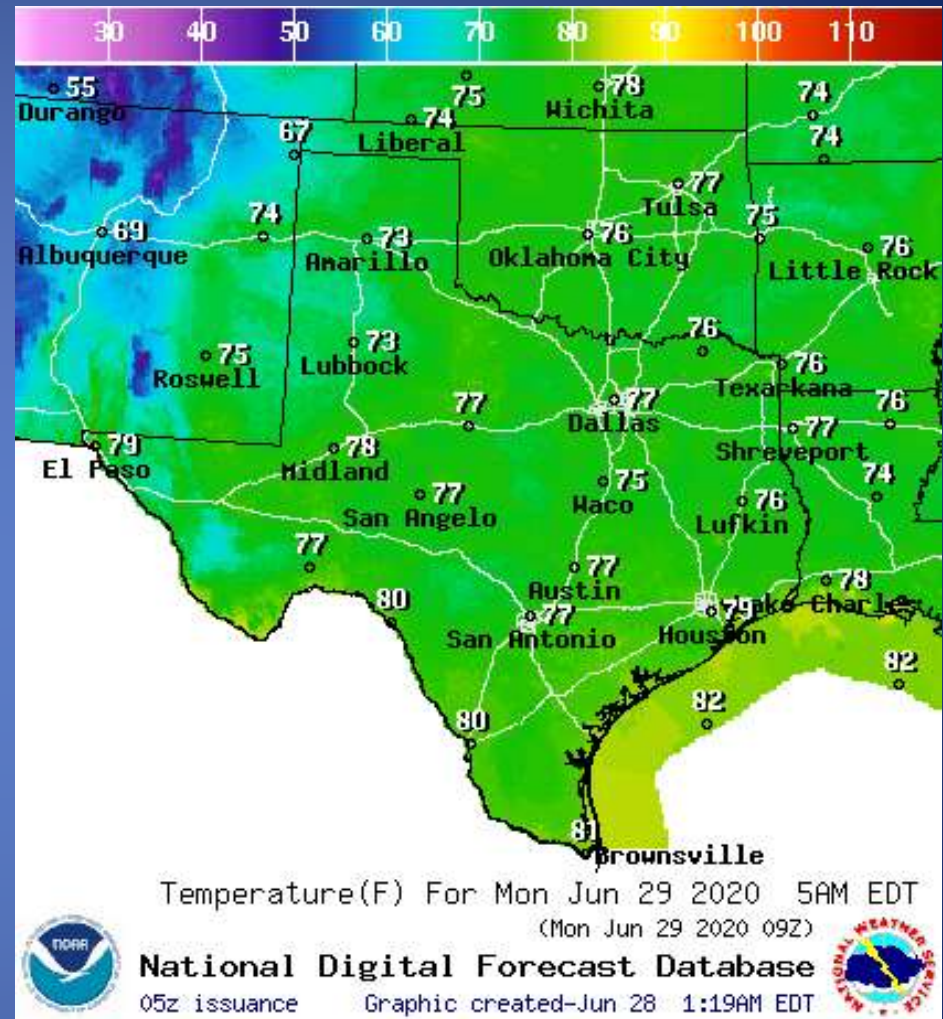 30 40 50 60 70 80 90 100 110
55
Durango
75
78
Wichita
74
67
74
Liberal
74
77
Tulsa
69
Albuquerque
74
73
Amarillo
76
Oklahoma City
75
76
Little Rock
75
Roswell
73
Lubbock
76
76
Texarkana
77
77
Dallas
77
Shreveport
76
79
El Paso
78
Midland
77
San Angelo
75
Waco
76
Lufkin
74
77
80
77
Austin
77
San Antonio
79
Houston
78
Lake Charles
80
82
82
81
Brownsville
Temperature(F) For Mon Jun 29 2020 5AM EDT
(Mon Jun 29 2020 09Z)
NOAA
National Digital Forecast Database
05z issuance Graphic created-Jun 28 1:19AM EDT
NATIONAL WEATHER SERVICE